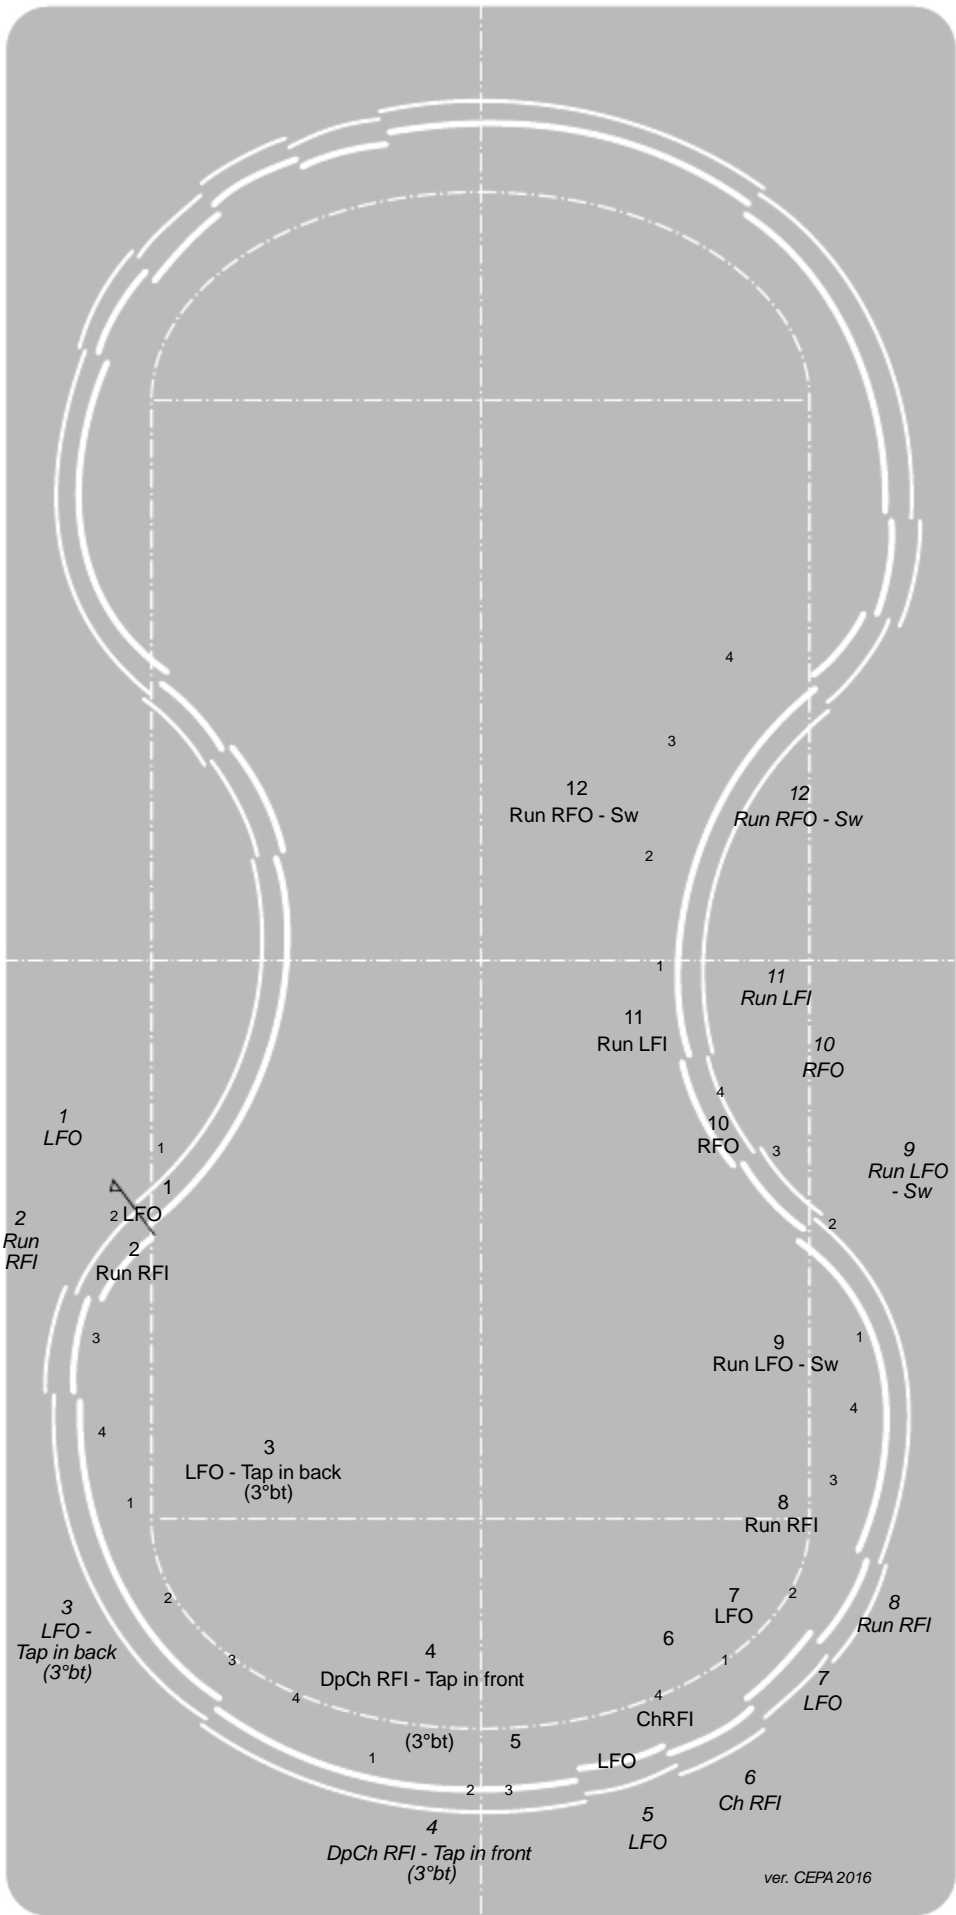 4
3
12
Run RFO - Sw
12
Run RFO - Sw
2
1
11
Run LFI
11
Run LFI
10
RFO
4
10
RFO
3
9
Run LFO
- Sw
1
LFO
1
1
2
LFO
2
Run
RFI
2
Run RFI
2
3
9
Run LFO - Sw
1
4
4
3
LFO - Tap in back
(3°bt)
3
1
8
Run RFI
2
3
LFO -
Tap in back
(3°bt)
2
7
LFO
8
Run RFI
6
3
4
DpCh RFI - Tap in front
1
4
4
ChRFI
7
LFO
(3°bt)
5
1
LFO
2
3
6
Ch RFI
5
LFO
4
DpCh RFI - Tap in front
(3°bt)
ver. CEPA 2016